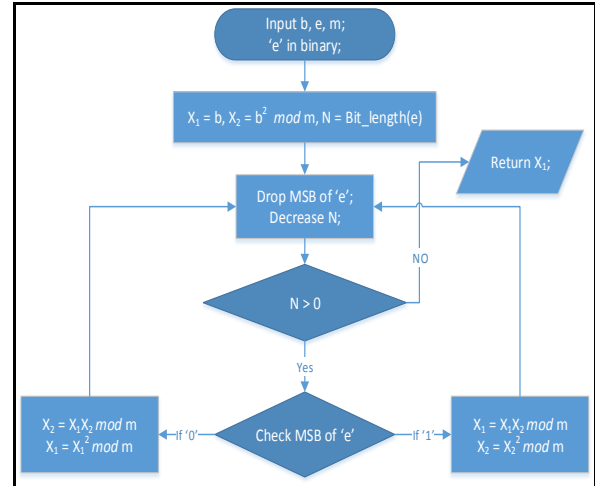 Input b, e, m;
‘e’ in binary;
X₁ = b, X₂ = b² mod m, N = Bit_length(e)
Return X₁;
Drop MSB of ‘e’;
Decrease N;
NO
N > 0
Yes
X₂ = X₁X₂ mod m
X₁ = X₁² mod m
If ‘0’
Check MSB of ‘e’
If ‘1’
X₁ = X₁X₂ mod m
X₂ = X₂² mod m